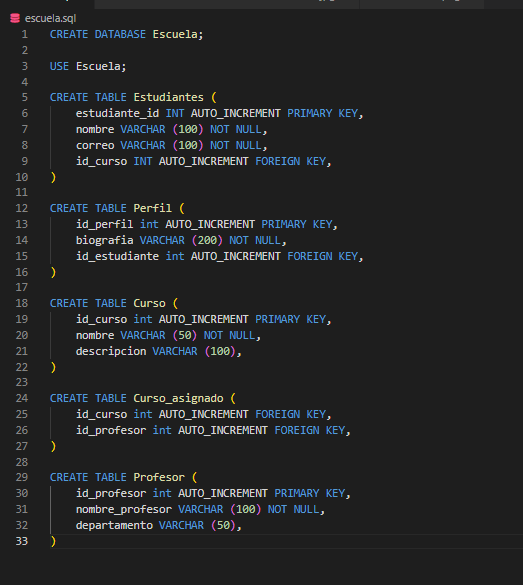 escuela.sql
1 CREATE DATABASE Escuela;
2
3 USE Escuela;
4
5 CREATE TABLE Estudiantes (
6 estudiante_id INT AUTO_INCREMENT PRIMARY KEY,
7 nombre VARCHAR (100) NOT NULL,
8 correo VARCHAR (100) NOT NULL,
9 id_curso INT AUTO_INCREMENT FOREIGN KEY,
10 )
11
12 CREATE TABLE Perfil (
13 id_perfil int AUTO_INCREMENT PRIMARY KEY,
14 biografia VARCHAR (200) NOT NULL,
15 id_estudiante int AUTO_INCREMENT FOREIGN KEY,
16 )
17
18 CREATE TABLE Curso (
19 id_curso int AUTO_INCREMENT PRIMARY KEY,
20 nombre VARCHAR (50) NOT NULL,
21 descripcion VARCHAR (100),
22 )
23
24 CREATE TABLE Curso_asignado (
25 id_curso int AUTO_INCREMENT FOREIGN KEY,
26 id_profesor int AUTO_INCREMENT FOREIGN KEY,
27 )
28
29 CREATE TABLE Profesor (
30 id_profesor int AUTO_INCREMENT PRIMARY KEY,
31 nombre_profesor VARCHAR (100) NOT NULL,
32 departamento VARCHAR (50),
33 )